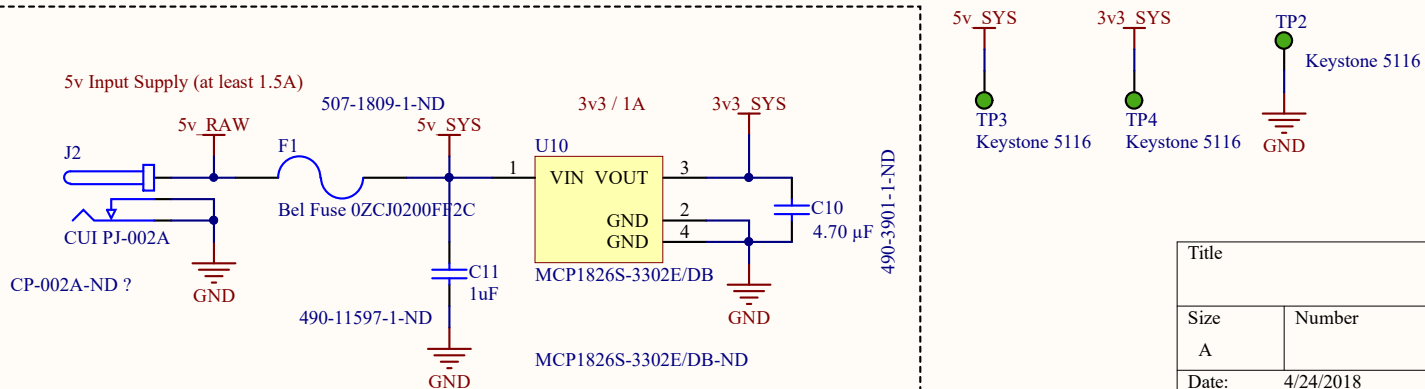 5v Input Supply (at least 1.5A)
507-1809-1-ND
3v3 / 1A
J2
5v_RAW
F1
5v_SYS
U10
3v3_SYS
1
VIN VOUT
3
GND
2
GND
4
Bel Fuse 0ZCJ0200FF2C
CUI PJ-002A
CP-002A-ND ?
GND
C11
1uF
490-11597-1-ND
GND
MCP1826S-3302E/DB
MCP1826S-3302E/DB-ND
C10
4.70 µF
490-3901-1-ND
GND
5v_SYS
TP3
Keystone 5116
3v3_SYS
TP4
Keystone 5116
TP2
Keystone 5116
GND
Title
Size
Number
A
Date:
4/24/2018